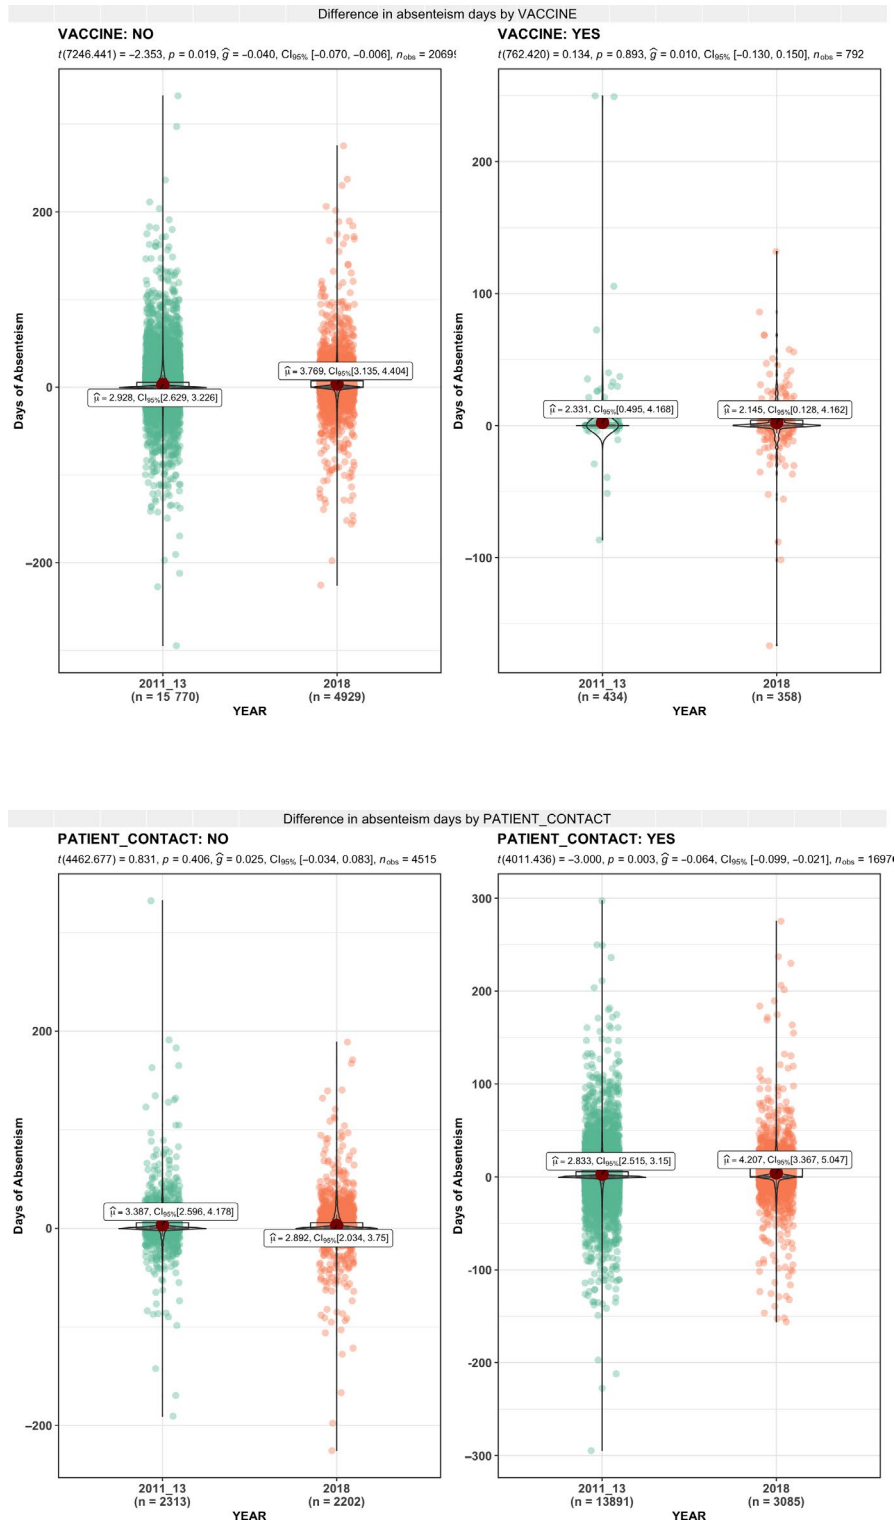 Difference in absenteism days by VACCINE
VACCINE: NO
t(7246.441) = −2.353, p = 0.019, ĝ = −0.040, CI95% [−0.070, −0.006], nobs = 20699
200
0
−200
Days of Absenteeism
μ̂ = 2.928, CI95%[2.629, 3.226]
μ̂ = 3.769, CI95%[3.135, 4.404]
2011_13
(n = 15 770)
2018
(n = 4929)
YEAR
VACCINE: YES
t(762.420) = 0.134, p = 0.893, ĝ = 0.010, CI95% [−0.130, 0.150], nobs = 792
200
100
0
−100
Days of Absenteeism
μ̂ = 2.331, CI95%[0.495, 4.168]
μ̂ = 2.145, CI95%[0.128, 4.162]
2011_13
(n = 434)
2018
(n = 358)
YEAR
Difference in absenteism days by PATIENT_CONTACT
PATIENT_CONTACT: NO
t(4462.677) = 0.831, p = 0.406, ĝ = 0.025, CI95% [−0.034, 0.083], nobs = 4515
200
0
−200
Days of Absenteeism
μ̂ = 3.387, CI95%[2.596, 4.178]
μ̂ = 2.892, CI95%[2.034, 3.75]
2011_13
(n = 2313)
2018
(n = 2202)
YEAR
PATIENT_CONTACT: YES
t(4011.436) = −3.000, p = 0.003, ĝ = −0.064, CI95% [−0.099, −0.021], nobs = 16976
300
200
100
0
-100
-200
−300
Days of Absenteeism
μ̂ = 2.833, CI95%[2.515, 3.15]
μ̂ = 4.207, CI95%[3.367, 5.047]
2011_13
(n = 13891)
2018
(n = 3085)
YEAR